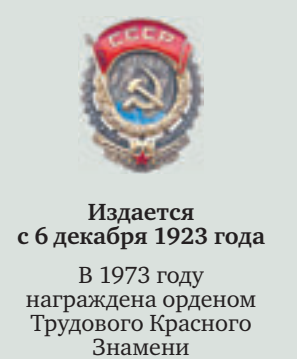 СССР
Издается
с 6 декабря 1923 года
В 1973 году
награждена орденом
Трудового Красного
Знамени